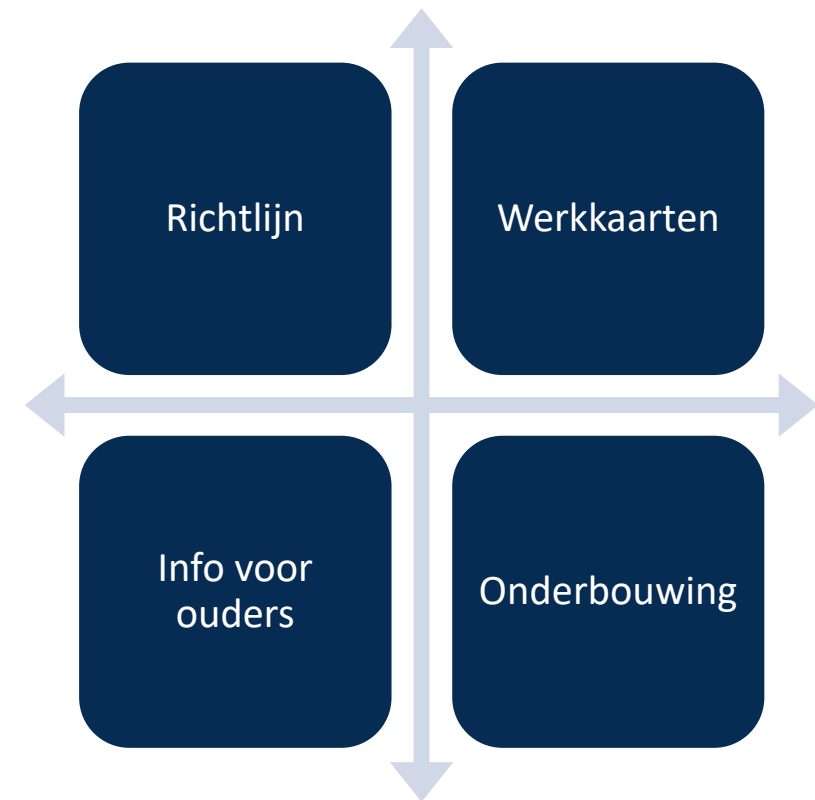 Richtlijn
Werkkaarten
Info voor
ouders
Onderbouwing